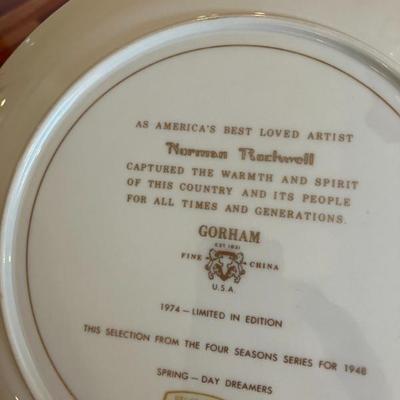 AS AMERICA'S BEST LOVED ARTIST
Norman Rockwell
CAPTURED THE WARMTH AND SPIRIT
OF THIS COUNTRY AND ITS PEOPLE
FOR ALL TIMES AND GENERATIONS.
GORHAM
EST. 1831
FINE CHINA
U.S.A.
1974—LIMITED IN EDITION
THIS SELECTION FROM THE FOUR SEASONS SERIES FOR 1948
SPRING—DAY DREAMERS